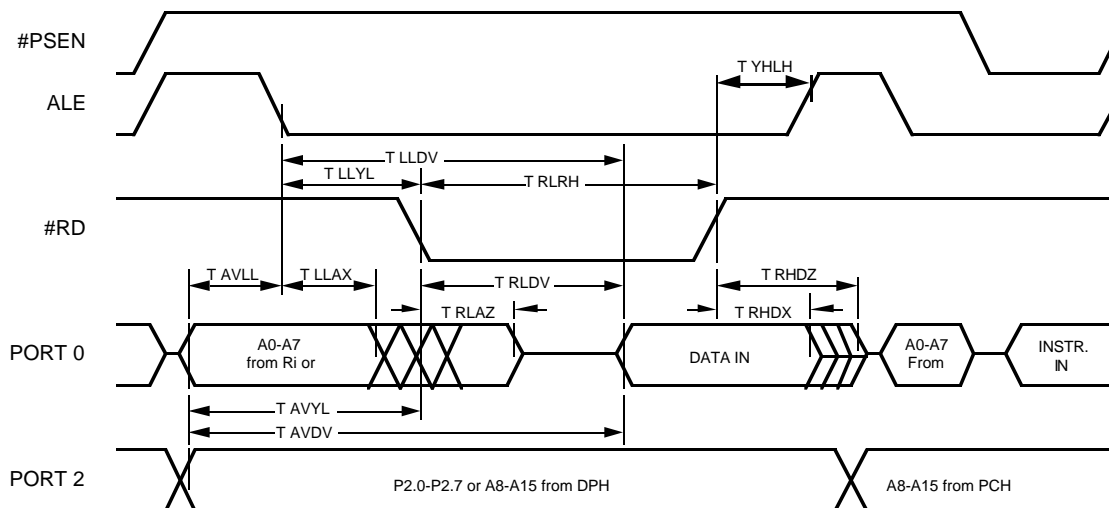 #PSEN
T YHLH
ALE
T LLDV
T LLYL
T RLRH
#RD
T AVLL
T LLAX
T RLDV
T RHDZ
T RLAZ
T RHDX
PORT 0
A0-A7
from Ri or
DATA IN
A0-A7
From
INSTR.
IN
T AVYL
T AVDV
PORT 2
P2.0-P2.7 or A8-A15 from DPH
A8-A15 from PCH